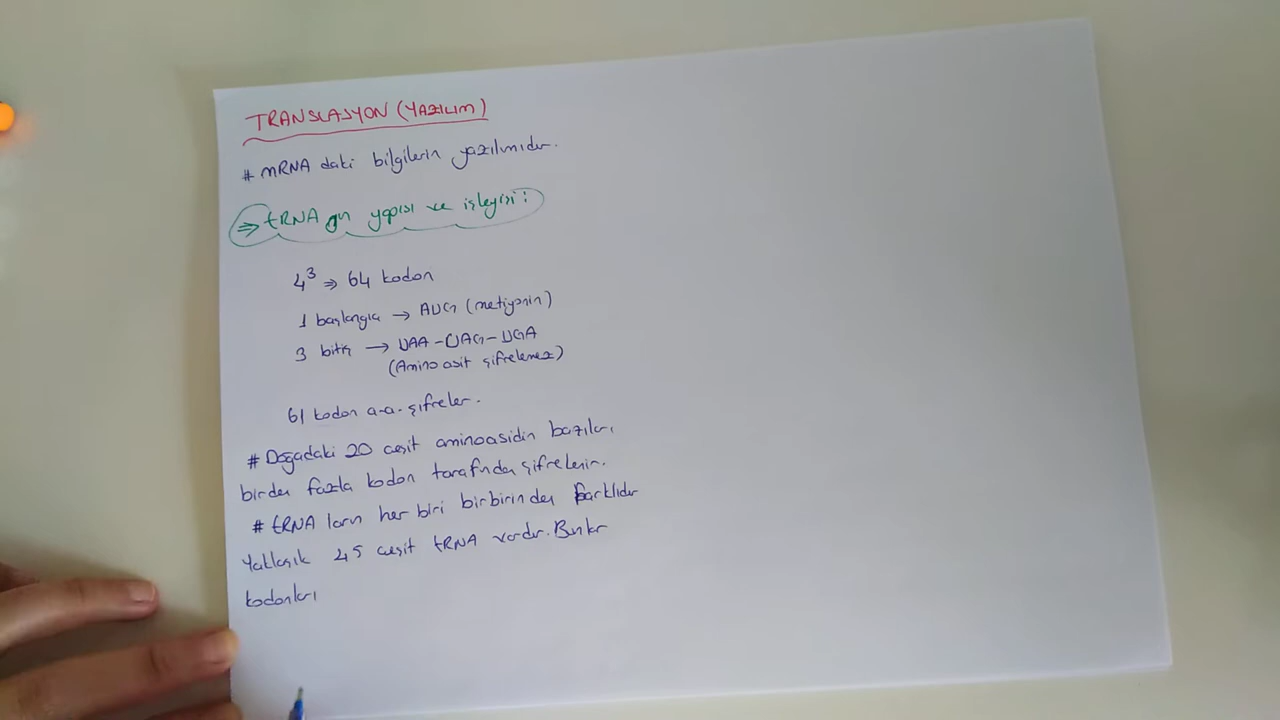 TRANSLASYON (YAZILIM)
# mRNA daki bilgilerin yazılımıdır.
⇒ tRNA gn yapısı ve işleyişi:
4³ ⇒ 64 kodon
1 başlangıç → AUG (metiyonin)
3 bitiş → UAA - UAG - UGA
(Amino asit şifrelemez)
61 kodon a.a. şifreler.
# Doğadaki 20 çeşit aminoasidin bazıları
birden fazla kodon tarafından şifrelenir.
# tRNA ların her biri birbirinden farklıdır
Yaklaşık 45 çeşit tRNA vardır. Bunlar
kodonları